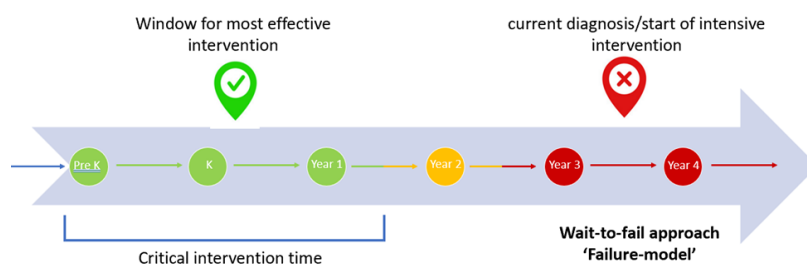 Window for most effective
intervention
current diagnosis/start of intensive
intervention
Pre K
K
Year 1
Year 2
Year 3
Year 4
Critical intervention time
Wait-to-fail approach
‘Failure-model’